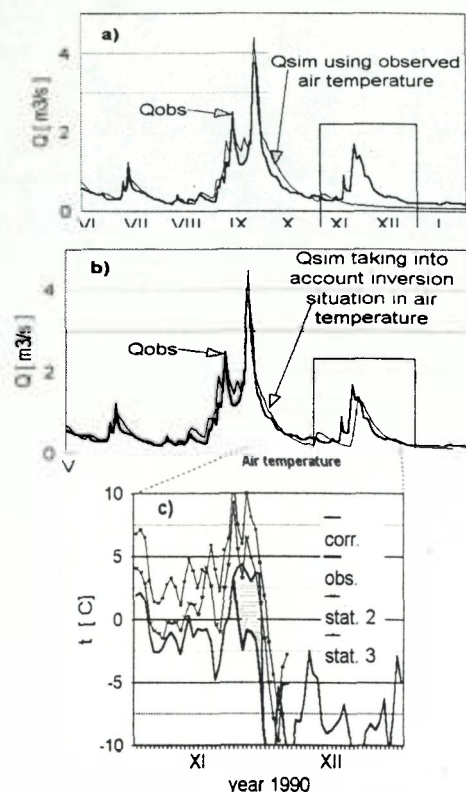 a)
Qsim using observed
air temperature
Qobs
Q [m3/s]
4
2
0
VI VII VIII IX X XI XII I
b)
Qsim taking into
account inversion
situation in air
temperature
Qobs
Q [m3/s]
4
2
0
V
Air temperature
c)
t [C]
10
5
0
-5
-10
corr.
obs.
stat. 2
stat. 3
XI XII
year 1990